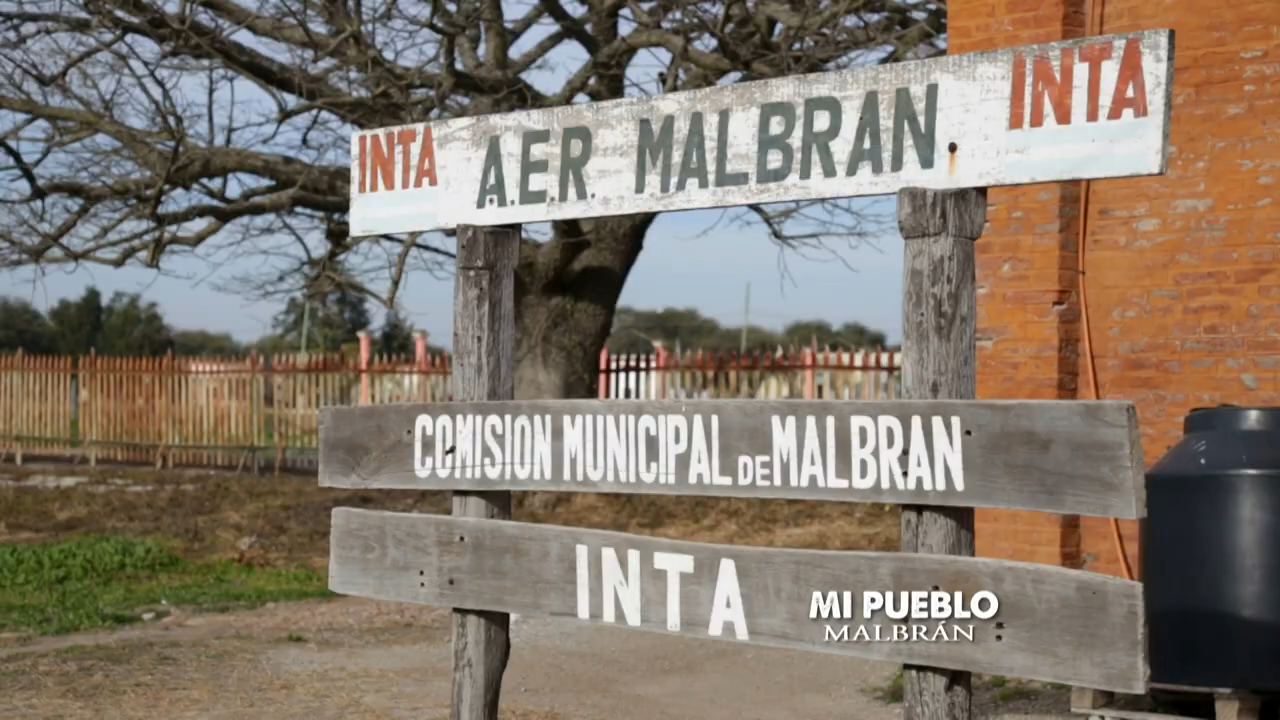 INTA A.E.R. MALBRAN INTA
COMISION MUNICIPAL DE MALBRAN
INTA
MI PUEBLO
MALBRÁN